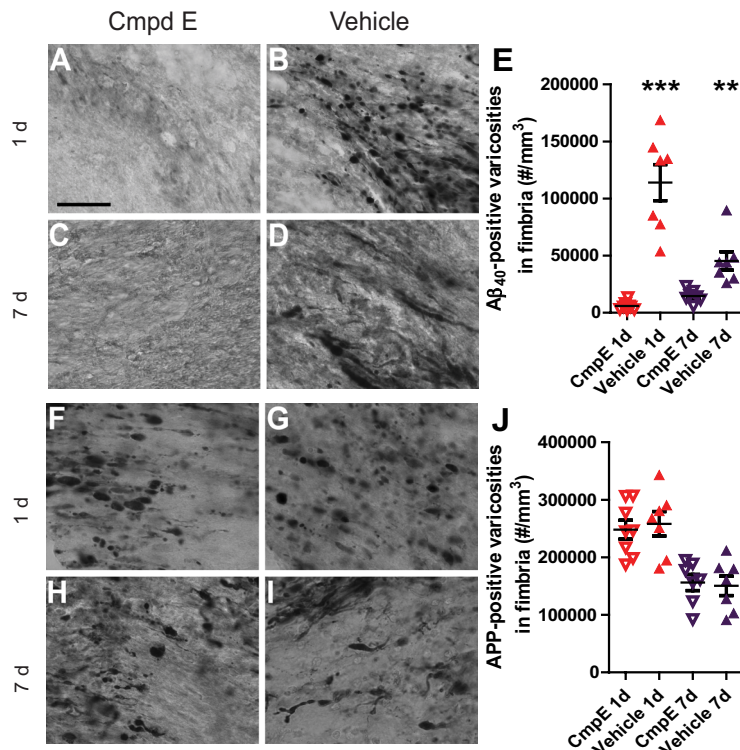 Cmpd E
Vehicle
1 d
7 d
1 d
7 d
A
B
C
D
F
G
H
I
E
Aβ40-positive varicosities
in fimbria (#/mm³)
200000
150000
100000
50000
0
***
**
CmpE 1d
Vehicle 1d
CmpE 7d
Vehicle 7d
J
APP-positive varicosities
in fimbria (#/mm³)
400000
300000
200000
100000
0
CmpE 1d
Vehicle 1d
CmpE 7d
Vehicle 7d